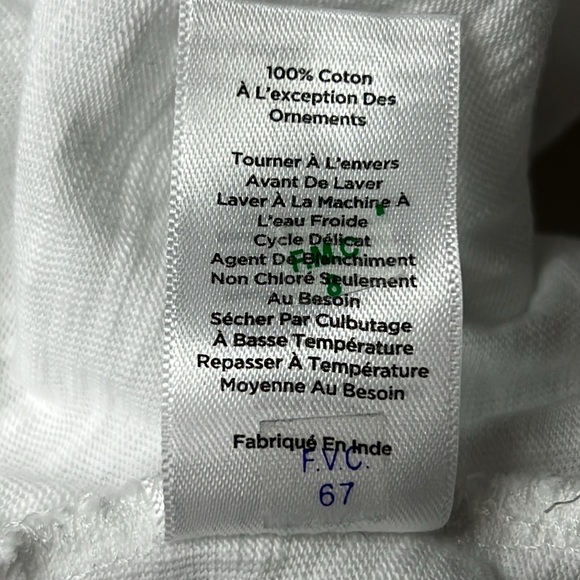 100% Coton
À L'exception Des
Ornements
Tourner À L'envers
Avant De Laver
Laver À La Machine À
L'eau Froide
Cycle Délicat
F.M.C
Agent De Blanchiment
Non Chloré Seulement
8
Au Besoin
Sécher Par Culbutage
À Basse Température
Repasser À Température
Moyenne Au Besoin
Fabriqué En Inde
F.V.C.
67